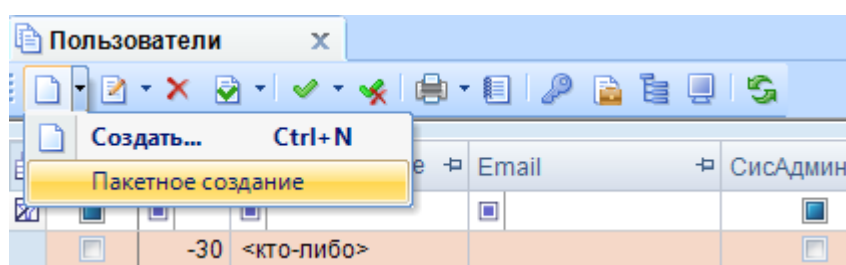 Пользователи x
Создать... Ctrl+N
Пакетное создание
е Email СисАдмин
-30 <кто-либо>